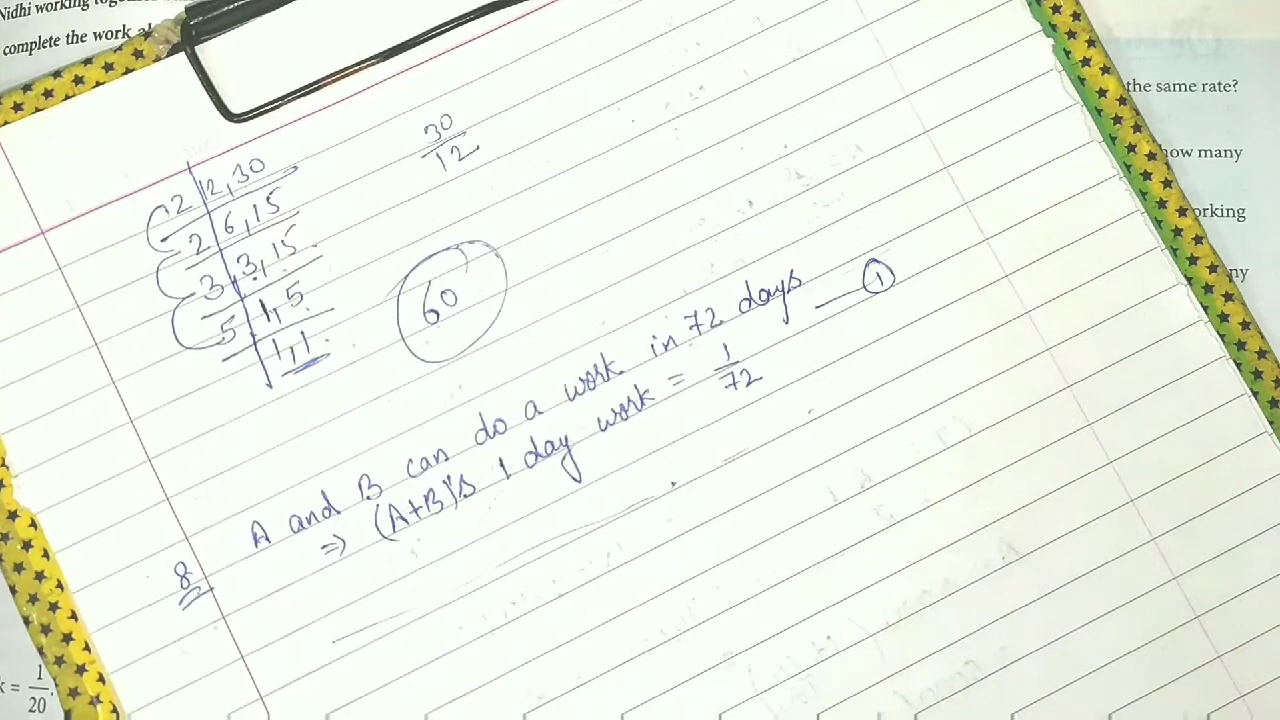 Nidhi working
complete the work
the same rate?
how many
working
ny
30
12
2 | 12, 30
2 | 6, 15
3 | 3, 15
5 | 1, 5
1, 1
60
8 A and B can do a work in 72 days — ①
⇒ (A+B)'s 1 day work = 1/72
= 1/20.